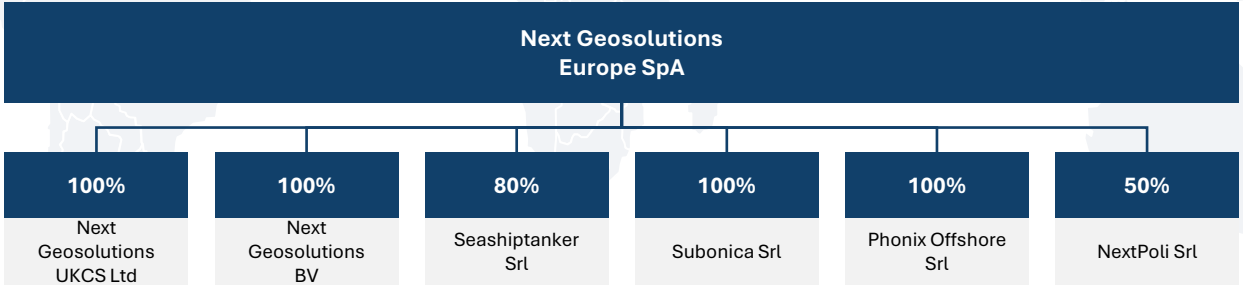 Next Geosolutions
Europe SpA
100%
100%
80%
100%
100%
50%
Next
Geosolutions
UKCS Ltd
Next
Geosolutions
BV
Seashiptanker
Srl
Subonica Srl
Phonix Offshore
Srl
NextPoli Srl